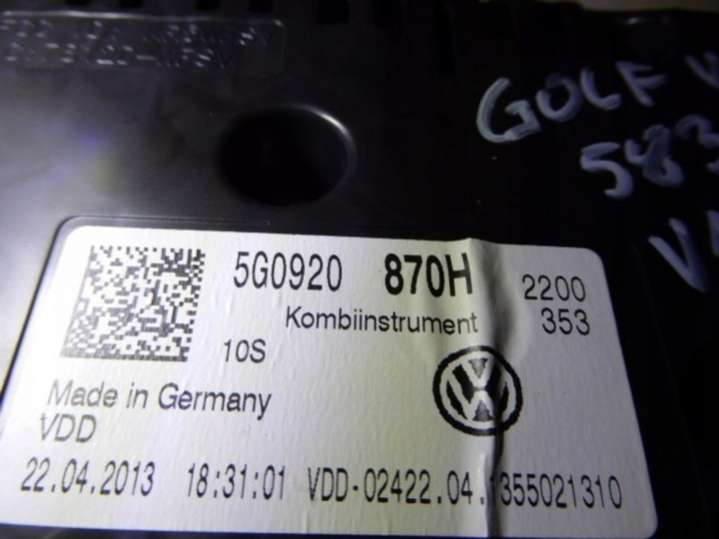 GOLF
583
5G0920 870H 2200
Kombiinstrument 353
10S
Made in Germany
VDD
22.04.2013 18:31:01 VDD-02422.04.1355021310